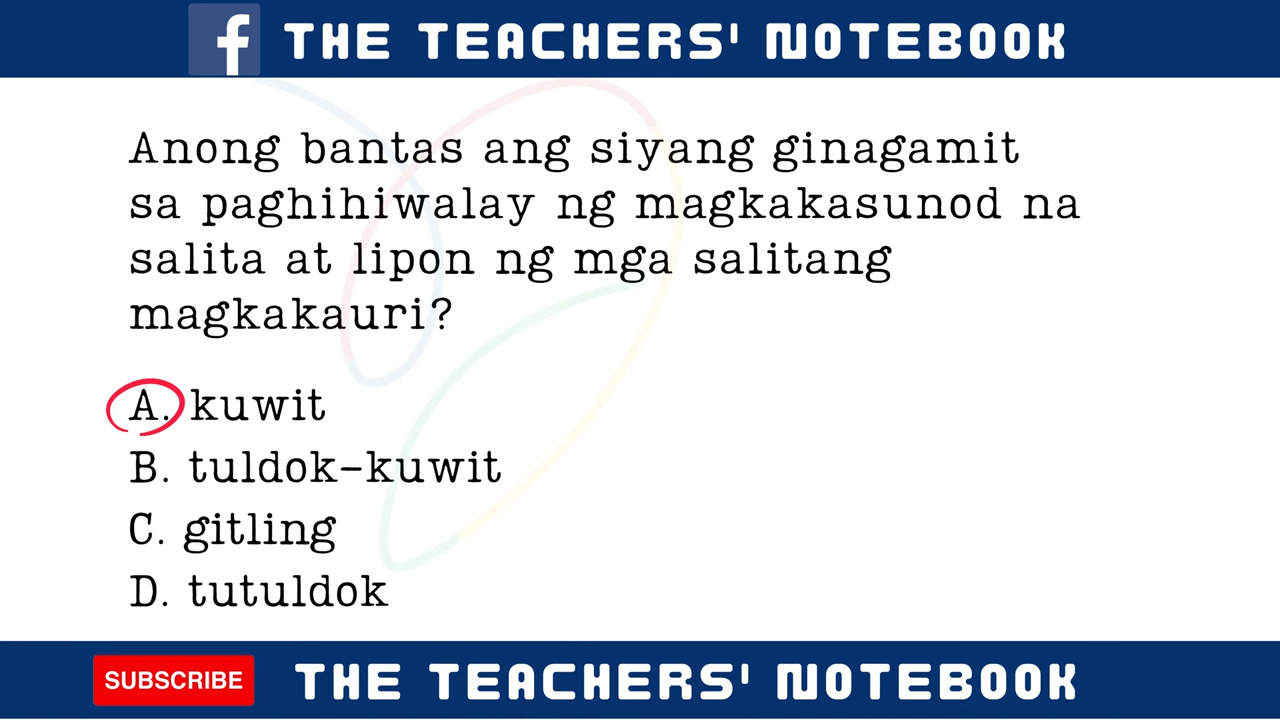 f THE TEACHERS' NOTEBOOK
Anong bantas ang siyang ginagamit
sa paghihiwalay ng magkakasunod na
salita at lipon ng mga salitang
magkakauri?
A. kuwit
B. tuldok-kuwit
C. gitling
D. tutuldok
SUBSCRIBE THE TEACHERS' NOTEBOOK